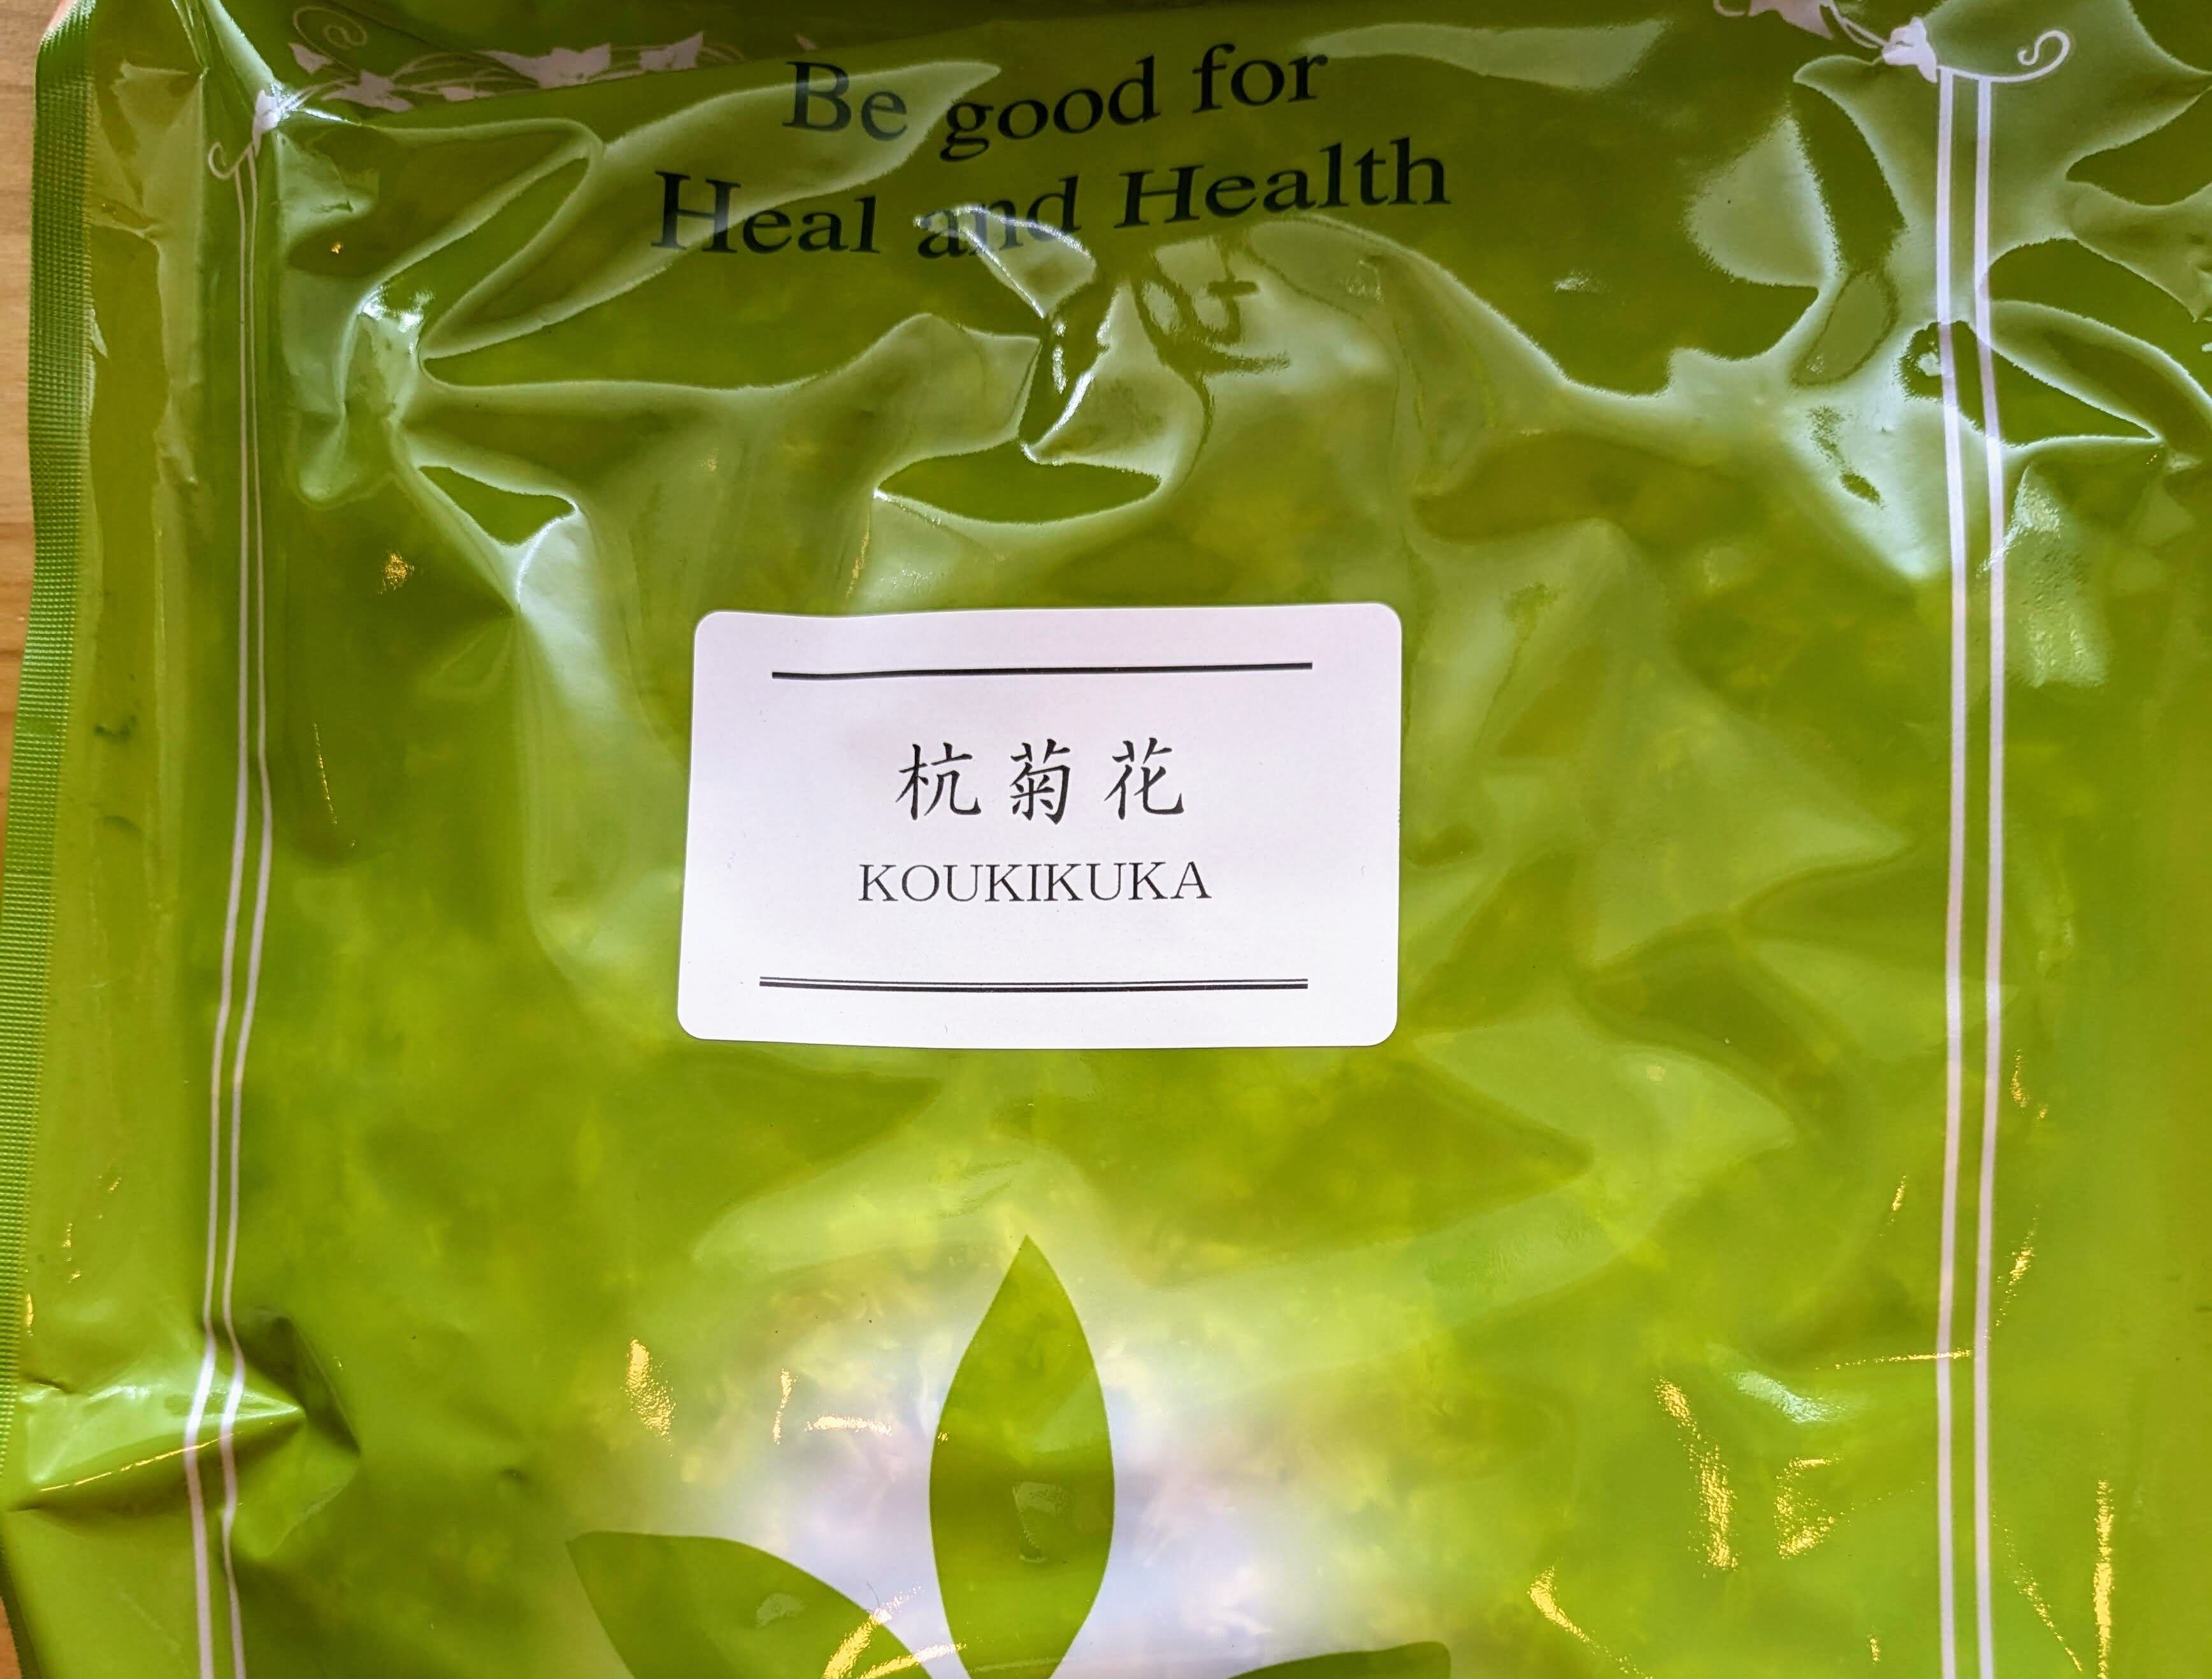 Be good for
Heal and Health
杭菊花
KOUKIKUKA